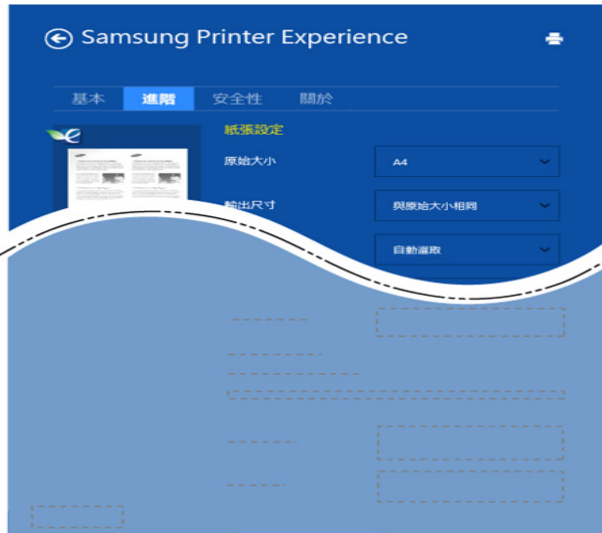 Samsung Printer Experience
基本 進階 安全性 關於
紙張設定
原始大小 A4
輸出尺寸 與原始大小相同
自動選取